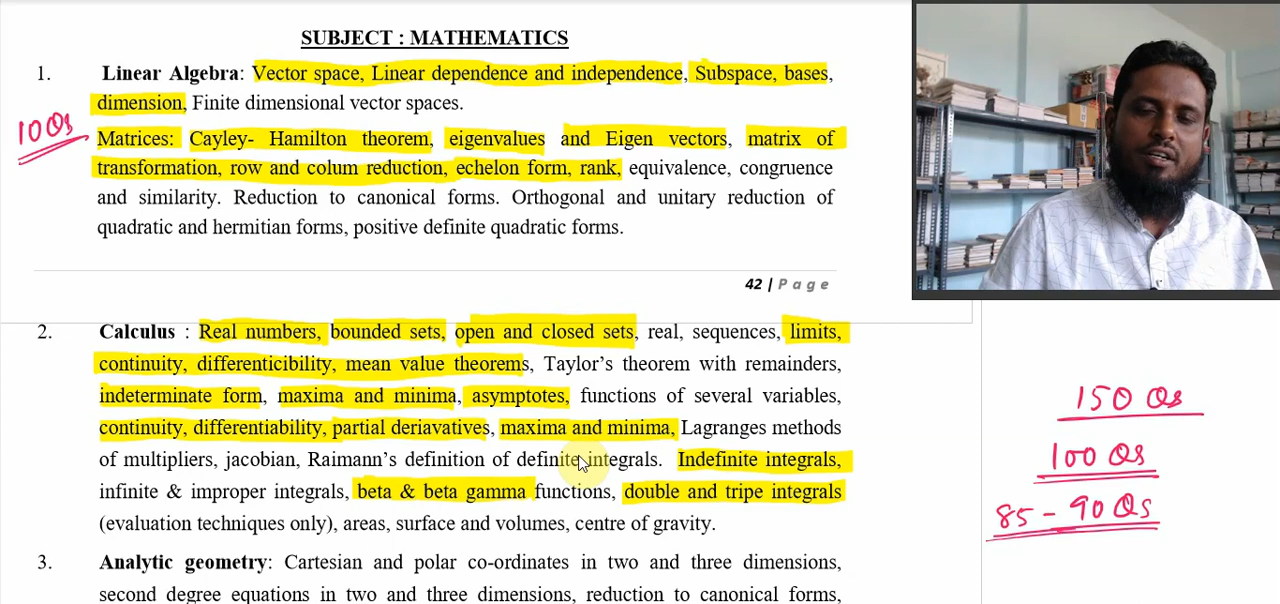 SUBJECT : MATHEMATICS
1. Linear Algebra: Vector space, Linear dependence and independence, Subspace, bases,
dimension, Finite dimensional vector spaces.
10 Qs
Matrices: Cayley- Hamilton theorem, eigenvalues and Eigen vectors, matrix of
transformation, row and colum reduction, echelon form, rank, equivalence, congruence
and similarity. Reduction to canonical forms. Orthogonal and unitary reduction of
quadratic and hermitian forms, positive definite quadratic forms.
42 | Page
2. Calculus : Real numbers, bounded sets, open and closed sets, real, sequences, limits,
continuity, differenticibility, mean value theorems, Taylor's theorem with remainders,
indeterminate form, maxima and minima, asymptotes, functions of several variables,
continuity, differentiability, partial deriavatives, maxima and minima, Lagranges methods
of multipliers, jacobian, Raimann's definition of definite integrals. Indefinite integrals,
infinite & improper integrals, beta & beta gamma functions, double and tripe integrals
(evaluation techniques only), areas, surface and volumes, centre of gravity.
3. Analytic geometry: Cartesian and polar co-ordinates in two and three dimensions,
second degree equations in two and three dimensions, reduction to canonical forms,
150 Qs
100 Qs
85 - 90 Qs